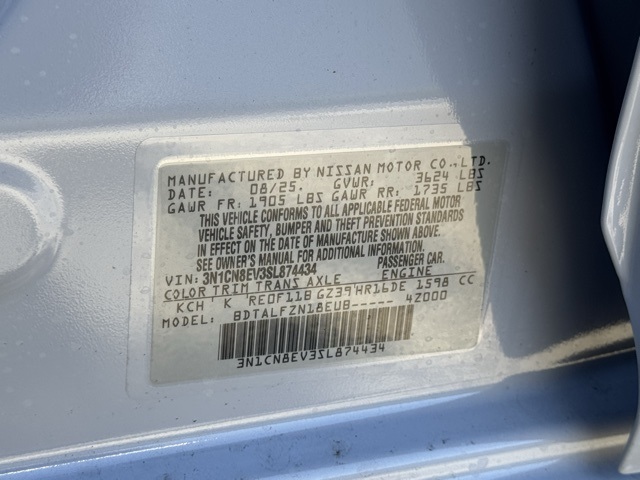 MANUFACTURED BY NISSAN MOTOR CO.,LTD.
DATE: 08/25. GVWR: 3624 LBS
GAWR FR: 1905 LBS GAWR RR: 1735 LBS
THIS VEHICLE CONFORMS TO ALL APPLICABLE FEDERAL MOTOR
VEHICLE SAFETY, BUMPER AND THEFT PREVENTION STANDARDS
IN EFFECT ON THE DATE OF MANUFACTURE SHOWN ABOVE.
SEE OWNER'S MANUAL FOR ADDITIONAL INFORMATION.
VIN: 3N1CN8EV3SL874434 PASSENGER CAR.
COLOR TRIM TRANS AXLE ENGINE
KCH K RE0F11B GZ39 HR16DE 1598 CC
MODEL: BDTALFZN18EUB----- 4Z000
3N1CN8EV3SL874434